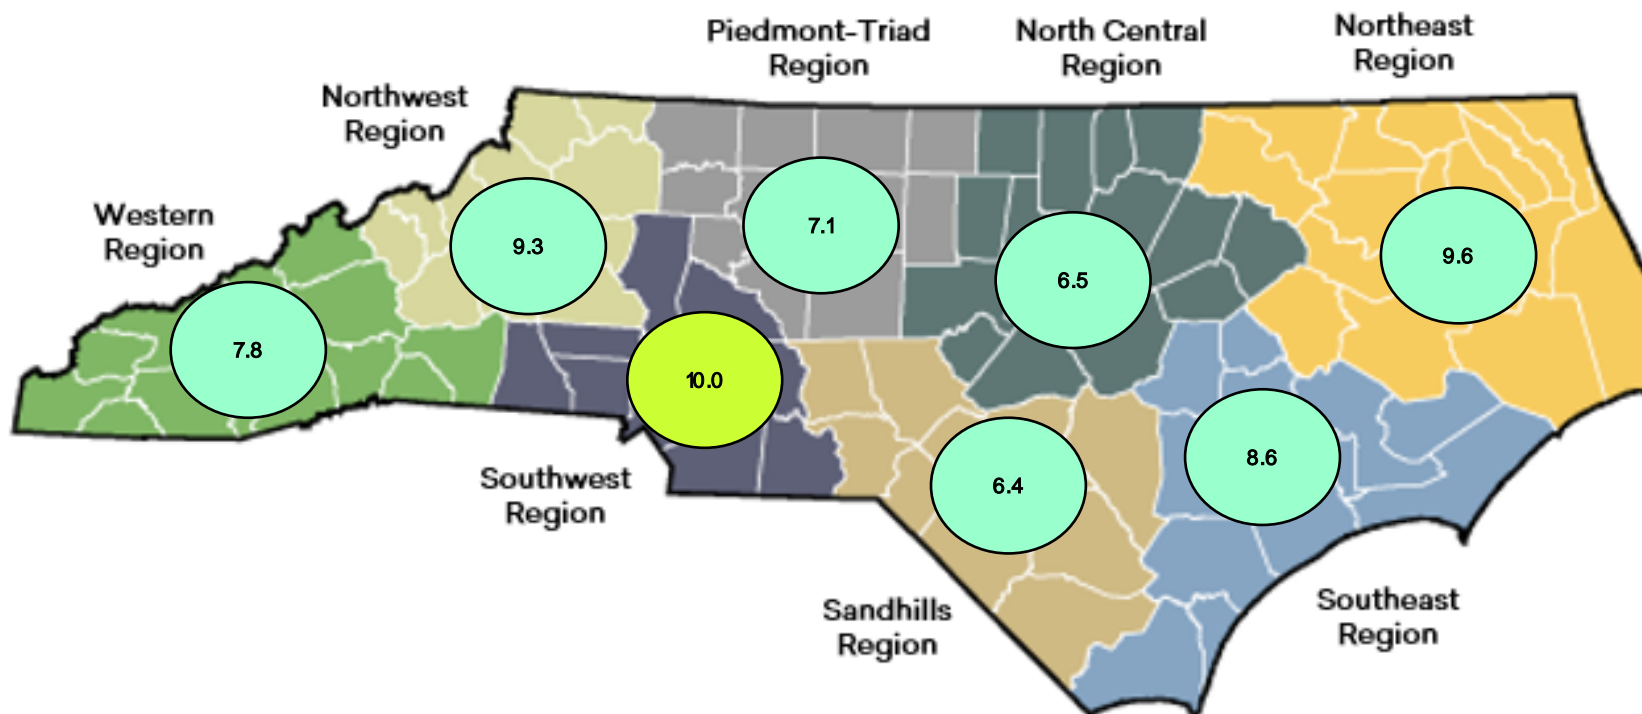 Piedmont-Triad
Region
North Central
Region
Northeast
Region
Northwest
Region
Western
Region
7.1
9.3
9.6
6.5
7.8
10.0
8.6
6.4
Southwest
Region
Sandhills
Region
Southeast
Region